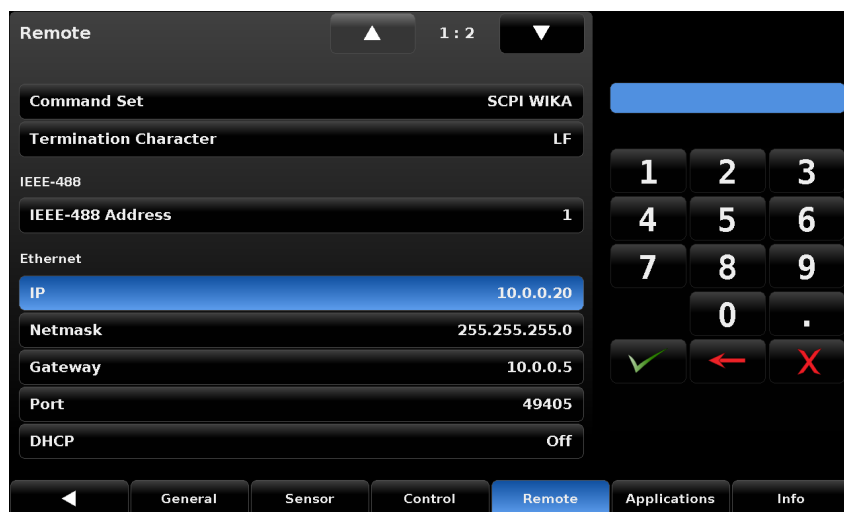 Remote 1 : 2
Command Set SCPI WIKA
Termination Character LF
IEEE-488
IEEE-488 Address 1
Ethernet
IP 10.0.0.20
Netmask 255.255.255.0
Gateway 10.0.0.5
Port 49405
DHCP Off
1 2 3
4 5 6
7 8 9
0 .
General Sensor Control Remote Applications Info